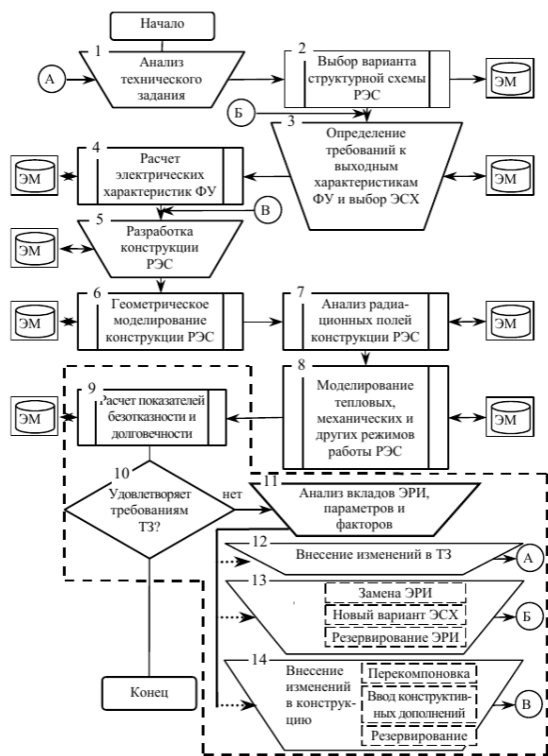 Начало
1
Анализ
технического
задания
А
2
Выбор варианта
структурной схемы
РЭС
ЭМ
Б
3
Определение
требований к
выходным
характеристикам
ФУ и выбор ЭСХ
ЭМ
4
Расчет
электрических
характеристик ФУ
ЭМ
В
5
Разработка
конструкции
РЭС
ЭМ
6
Геометрическое
моделирование
конструкции РЭС
ЭМ
7
Анализ радиа-
ционных полей
конструкции РЭС
ЭМ
8
Моделирование
тепловых,
механических и
других режимов
работы РЭС
ЭМ
9
Расчет показателей
безотказности и
долговечности
ЭМ
10
Удовлетворяет
требованиям
ТЗ?
нет
11
Анализ вкладов ЭРИ,
параметров и
факторов
12
Внесение изменений в ТЗ
А
13
Замена ЭРИ
Новый вариант ЭСХ
Резервирование ЭРИ
Б
14
Внесение
изменений
в конструк-
цию
Перекомпоновка
Ввод конструктив-
ных дополнений
Резервирование
В
Конец